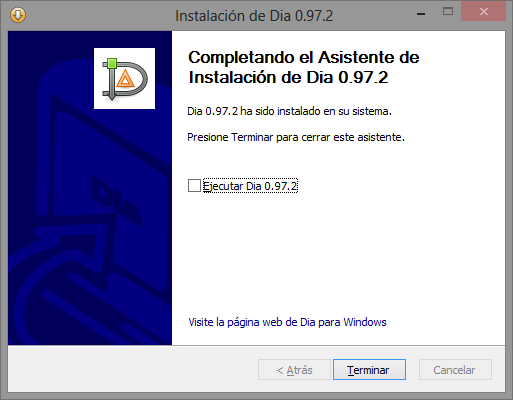 Instalación de Dia 0.97.2
Completando el Asistente de
Instalación de Dia 0.97.2
Dia 0.97.2 ha sido instalado en su sistema.
Presione Terminar para cerrar este asistente.
Ejecutar Dia 0.97.2
Dia
Visite la página web de Dia para Windows
< Atrás
Terminar
Cancelar